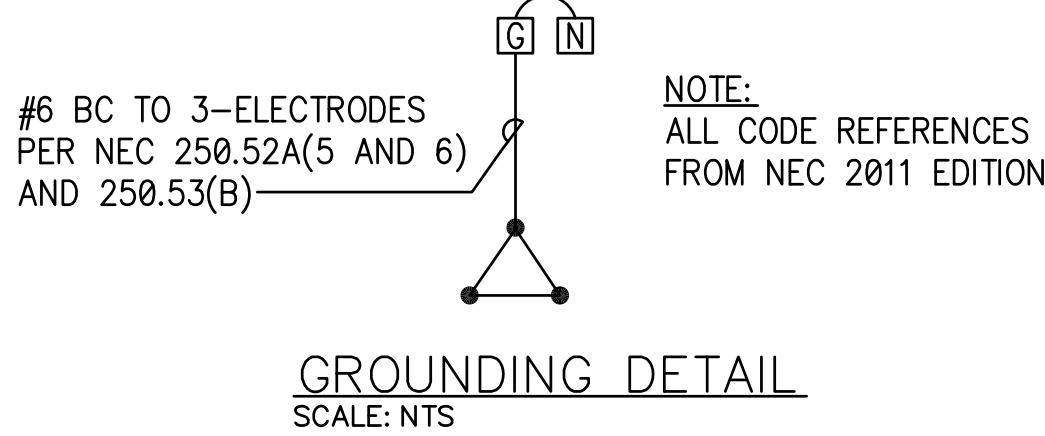 G N
#6 BC TO 3-ELECTRODES
PER NEC 250.52A(5 AND 6)
AND 250.53(B)
NOTE:
ALL CODE REFERENCES
FROM NEC 2011 EDITION
GROUNDING DETAIL
SCALE: NTS